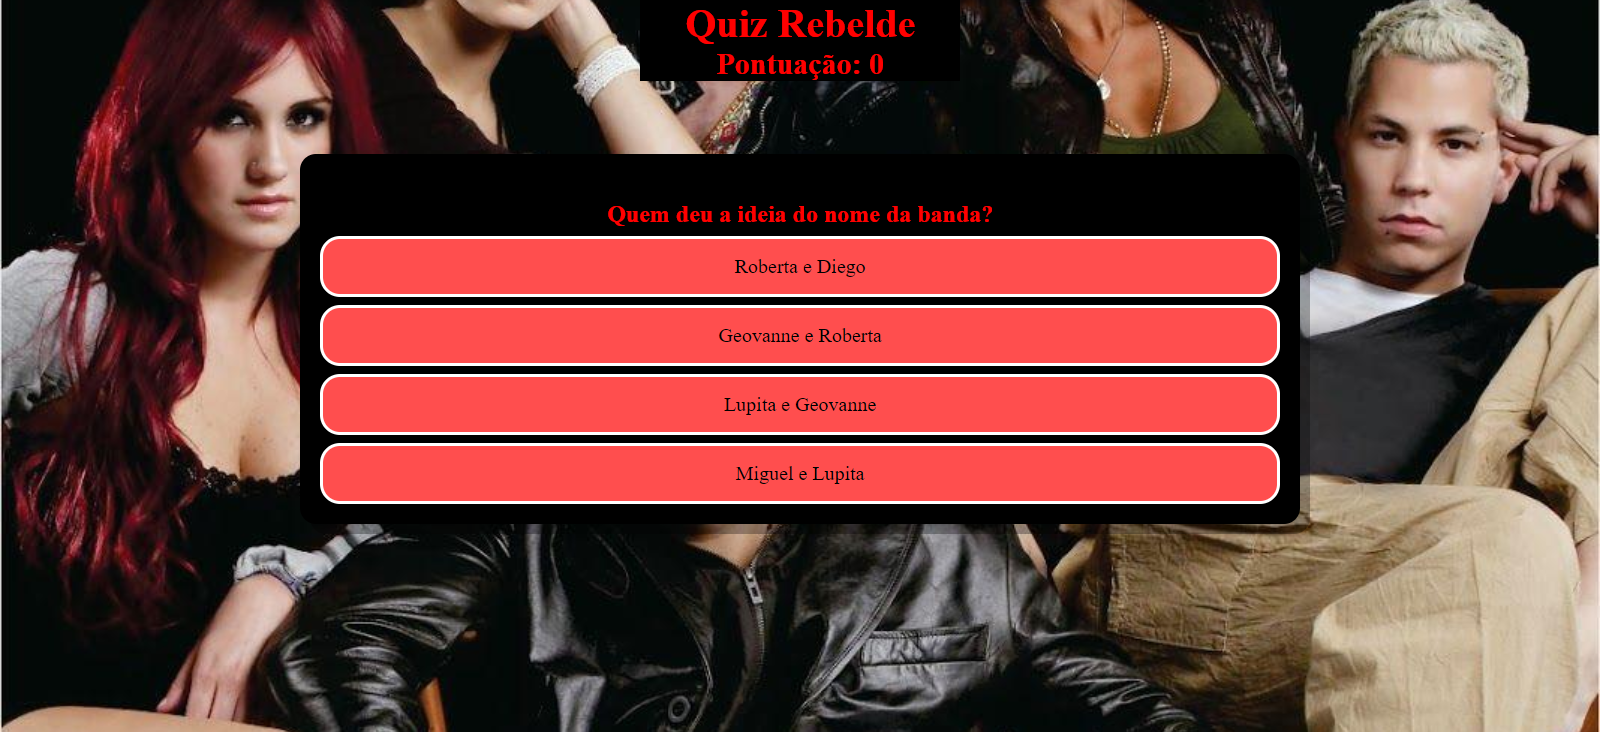 Quiz Rebelde
Pontuação: 0
Quem deu a ideia do nome da banda?
Roberta e Diego
Geovanne e Roberta
Lupita e Geovanne
Miguel e Lupita